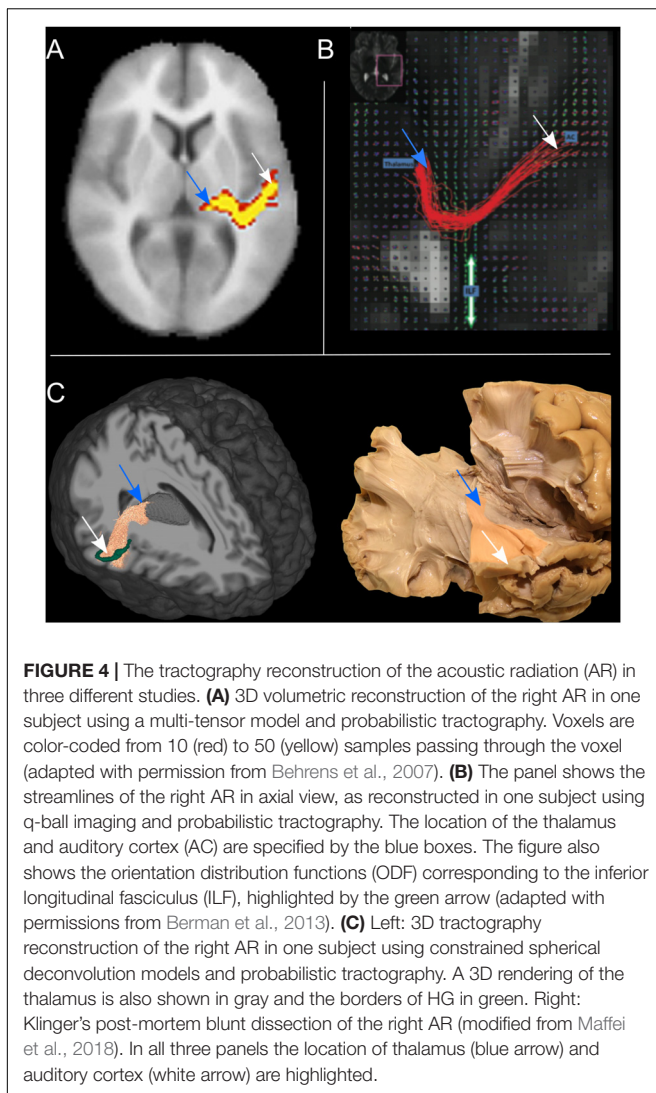 A
B
Thalamus
AC
ILF
C
FIGURE 4 | The tractography reconstruction of the acoustic radiation (AR) in
three different studies. (A) 3D volumetric reconstruction of the right AR in one
subject using a multi-tensor model and probabilistic tractography. Voxels are
color-coded from 10 (red) to 50 (yellow) samples passing through the voxel
(adapted with permission from Behrens et al., 2007). (B) The panel shows the
streamlines of the right AR in axial view, as reconstructed in one subject using
q-ball imaging and probabilistic tractography. The location of the thalamus
and auditory cortex (AC) are specified by the blue boxes. The figure also
shows the orientation distribution functions (ODF) corresponding to the inferior
longitudinal fasciculus (ILF), highlighted by the green arrow (adapted with
permissions from Berman et al., 2013). (C) Left: 3D tractography
reconstruction of the right AR in one subject using constrained spherical
deconvolution models and probabilistic tractography. A 3D rendering of the
thalamus is also shown in gray and the borders of HG in green. Right:
Klinger's post-mortem blunt dissection of the right AR (modified from Maffei
et al., 2018). In all three panels the location of thalamus (blue arrow) and
auditory cortex (white arrow) are highlighted.